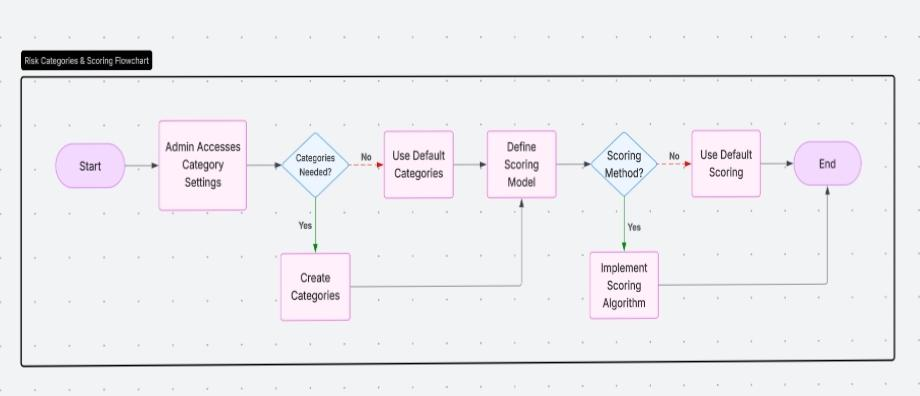 Risk Categories & Scoring Flowchart
Start
Admin Accesses
Category
Settings
Categories
Needed?
No
Use Default
Categories
Define
Scoring
Model
Scoring
Method?
No
Use Default
Scoring
End
Yes
Create
Categories
Yes
Implement
Scoring
Algorithm